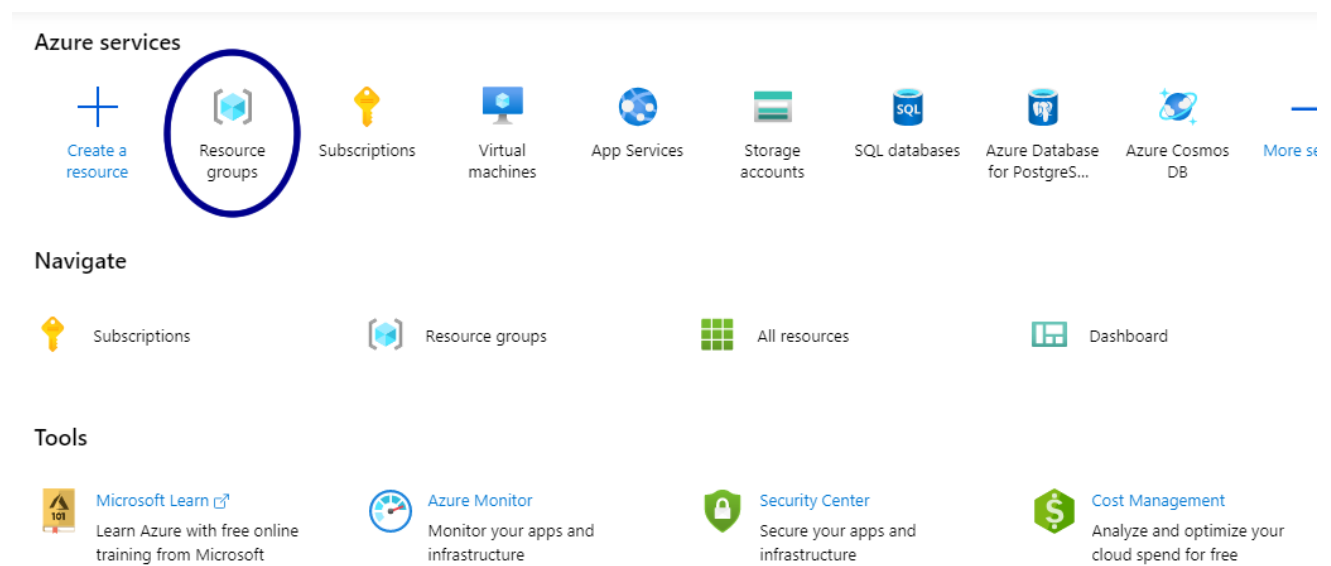 Azure services
Create a
resource
Resource
groups
Subscriptions
Virtual
machines
App Services
Storage
accounts
SQL
SQL databases
Azure Database
for PostgreS...
Azure Cosmos
DB
More se
Navigate
Subscriptions
Resource groups
All resources
Dashboard
Tools
101
Microsoft Learn
Learn Azure with free online
training from Microsoft
Azure Monitor
Monitor your apps and
infrastructure
Security Center
Secure your apps and
infrastructure
$
Cost Management
Analyze and optimize your
cloud spend for free